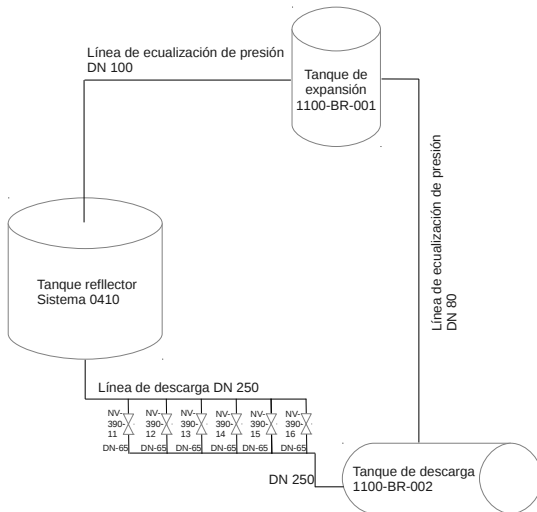 Línea de ecualización de presión
DN 100
Tanque de
expansión
1100-BR-001
Línea de ecualización de presión
DN 80
Tanque refllector
Sistema 0410
Línea de descarga DN 250
NV-
390-
11
NV-
390-
12
NV-
390-
13
NV-
390-
14
NV-
390-
15
NV-
390-
16
DN-65
DN-65
DN-65
DN-65
DN-65
DN-65
DN 250
Tanque de descarga
1100-BR-002